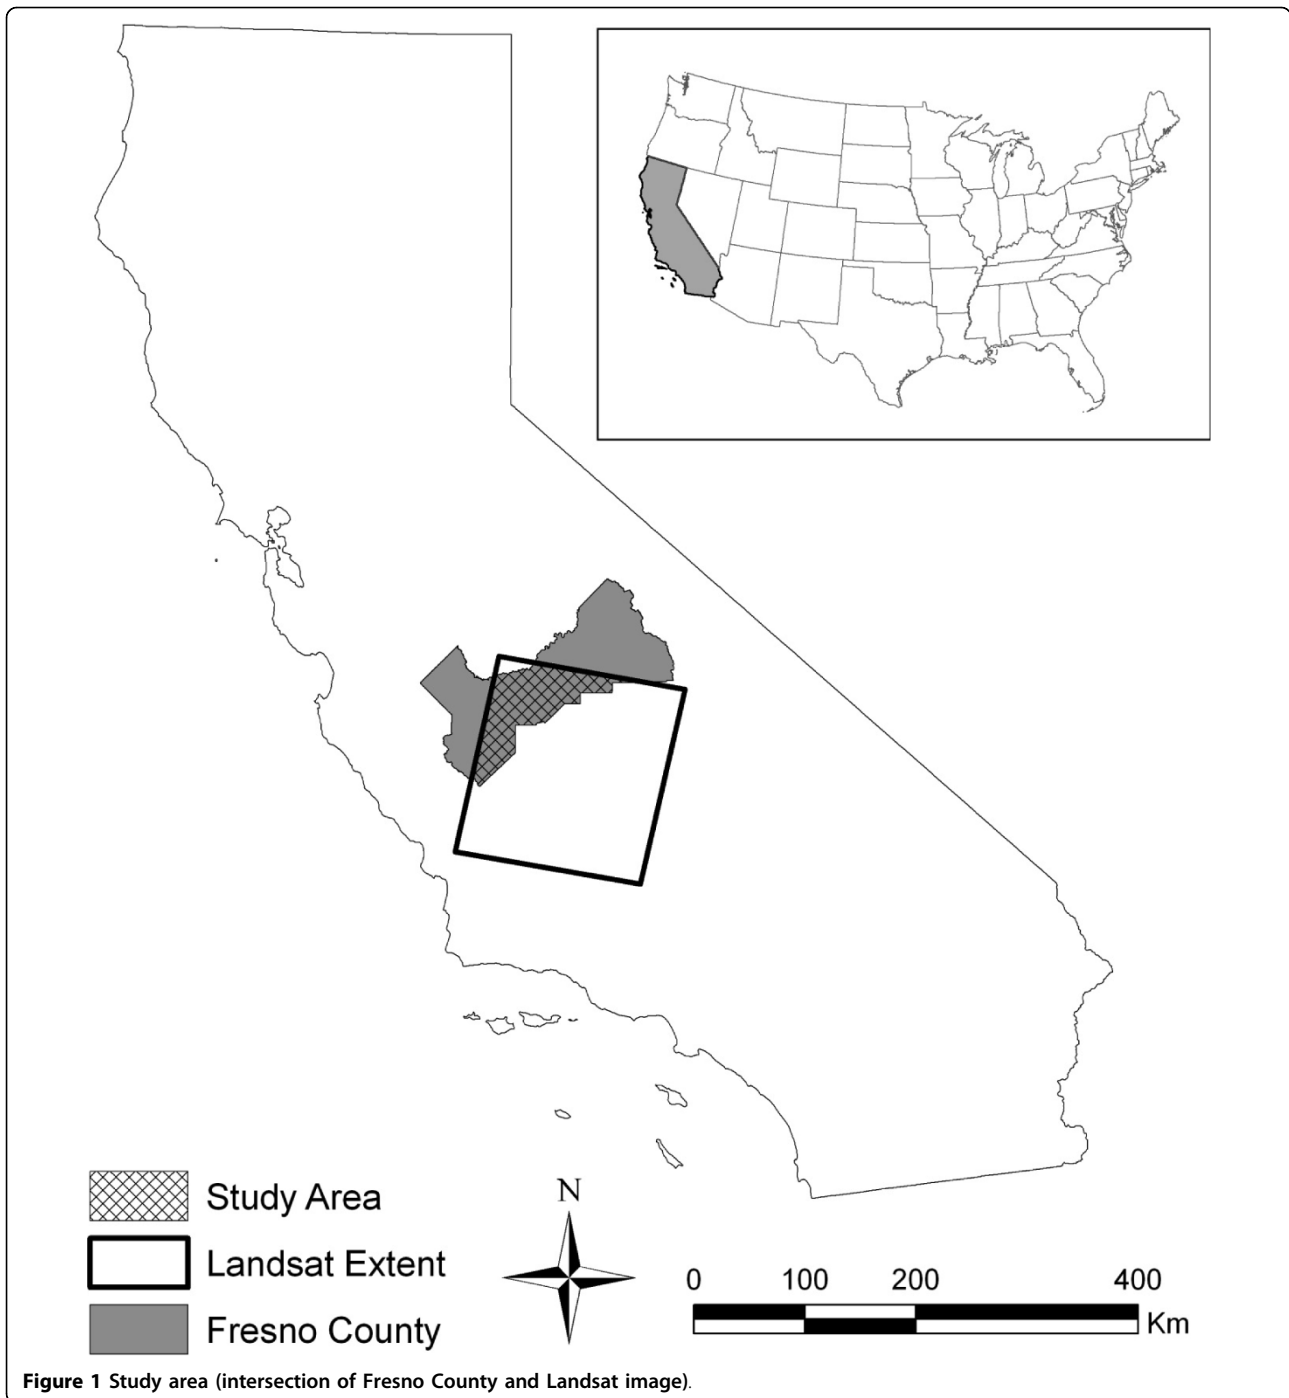 Study Area
Landsat Extent
Fresno County
N
0 100 200 400
Km
Figure 1 Study area (intersection of Fresno County and Landsat image).